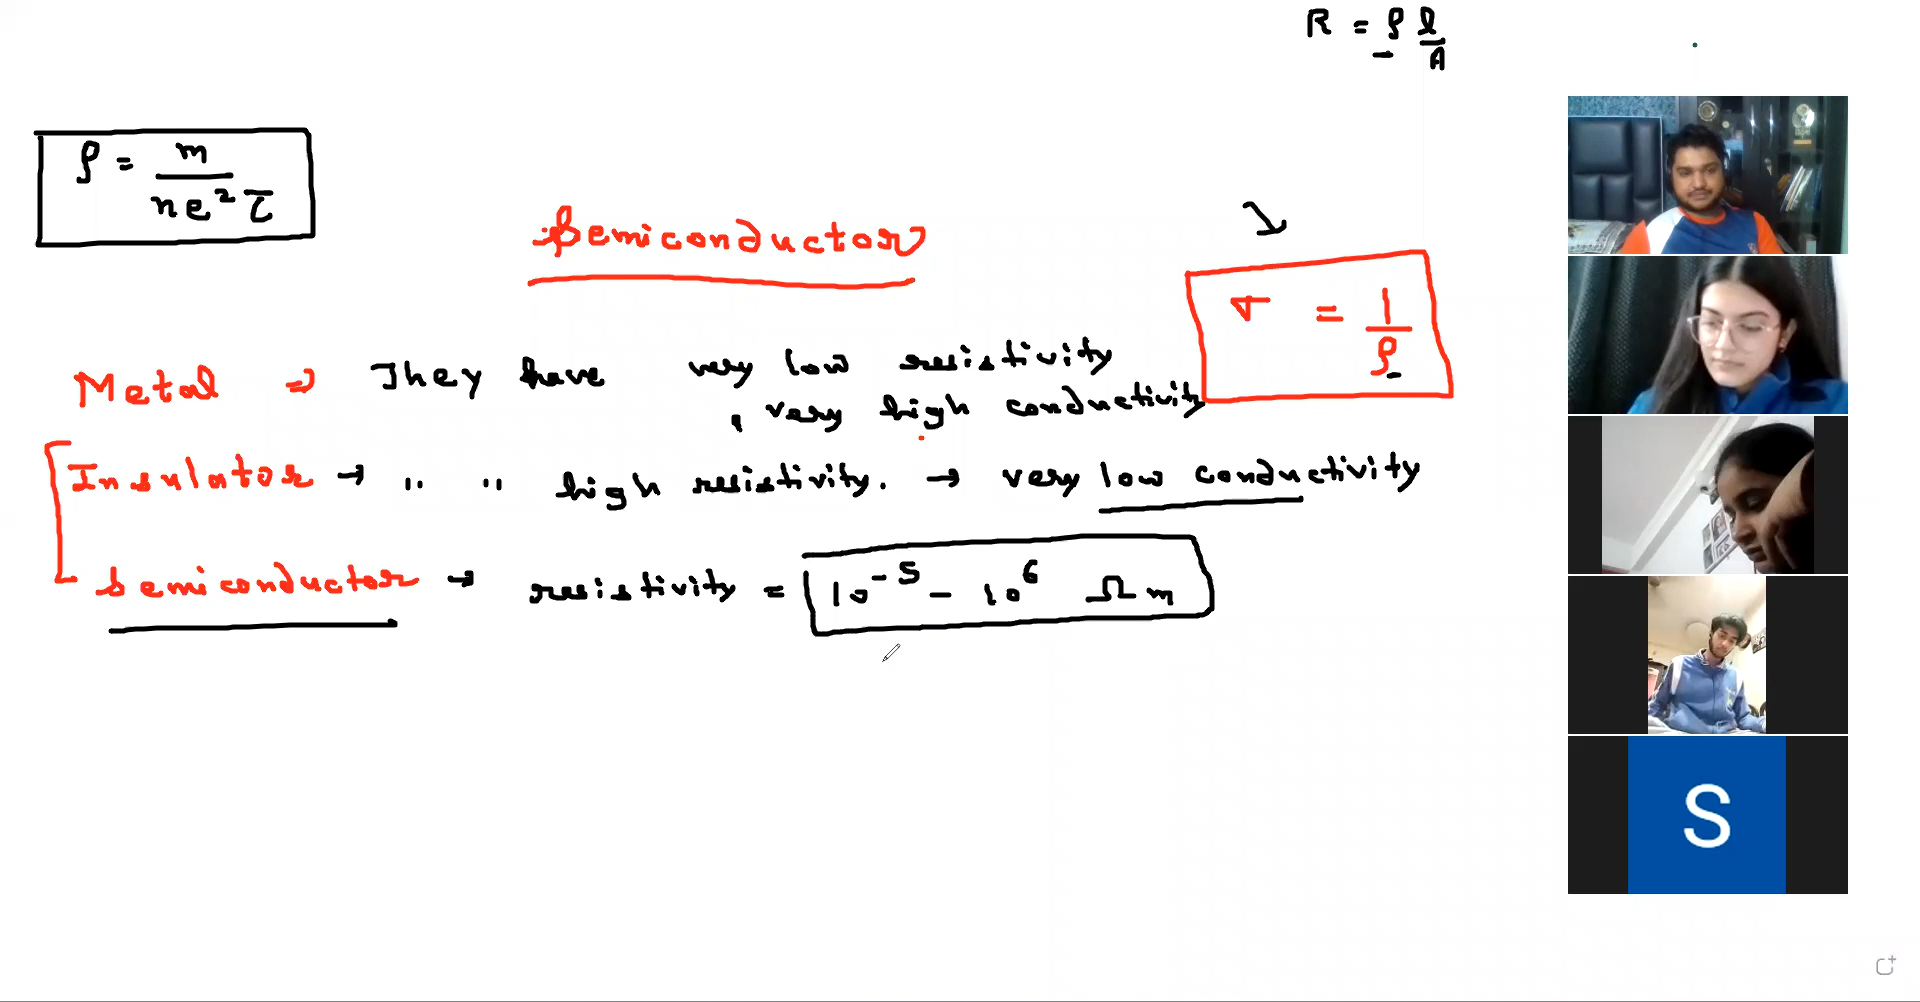 R = ρ l/A
ρ = m/ne²τ
Semiconductor
σ = 1/ρ
Metal ⇒ They have very low resistivity
, very high conductivity
Insulator → " " high resistivity. → very low conductivity
Semiconductor → resistivity = 10⁻⁵ – 10⁶ Ω m
S